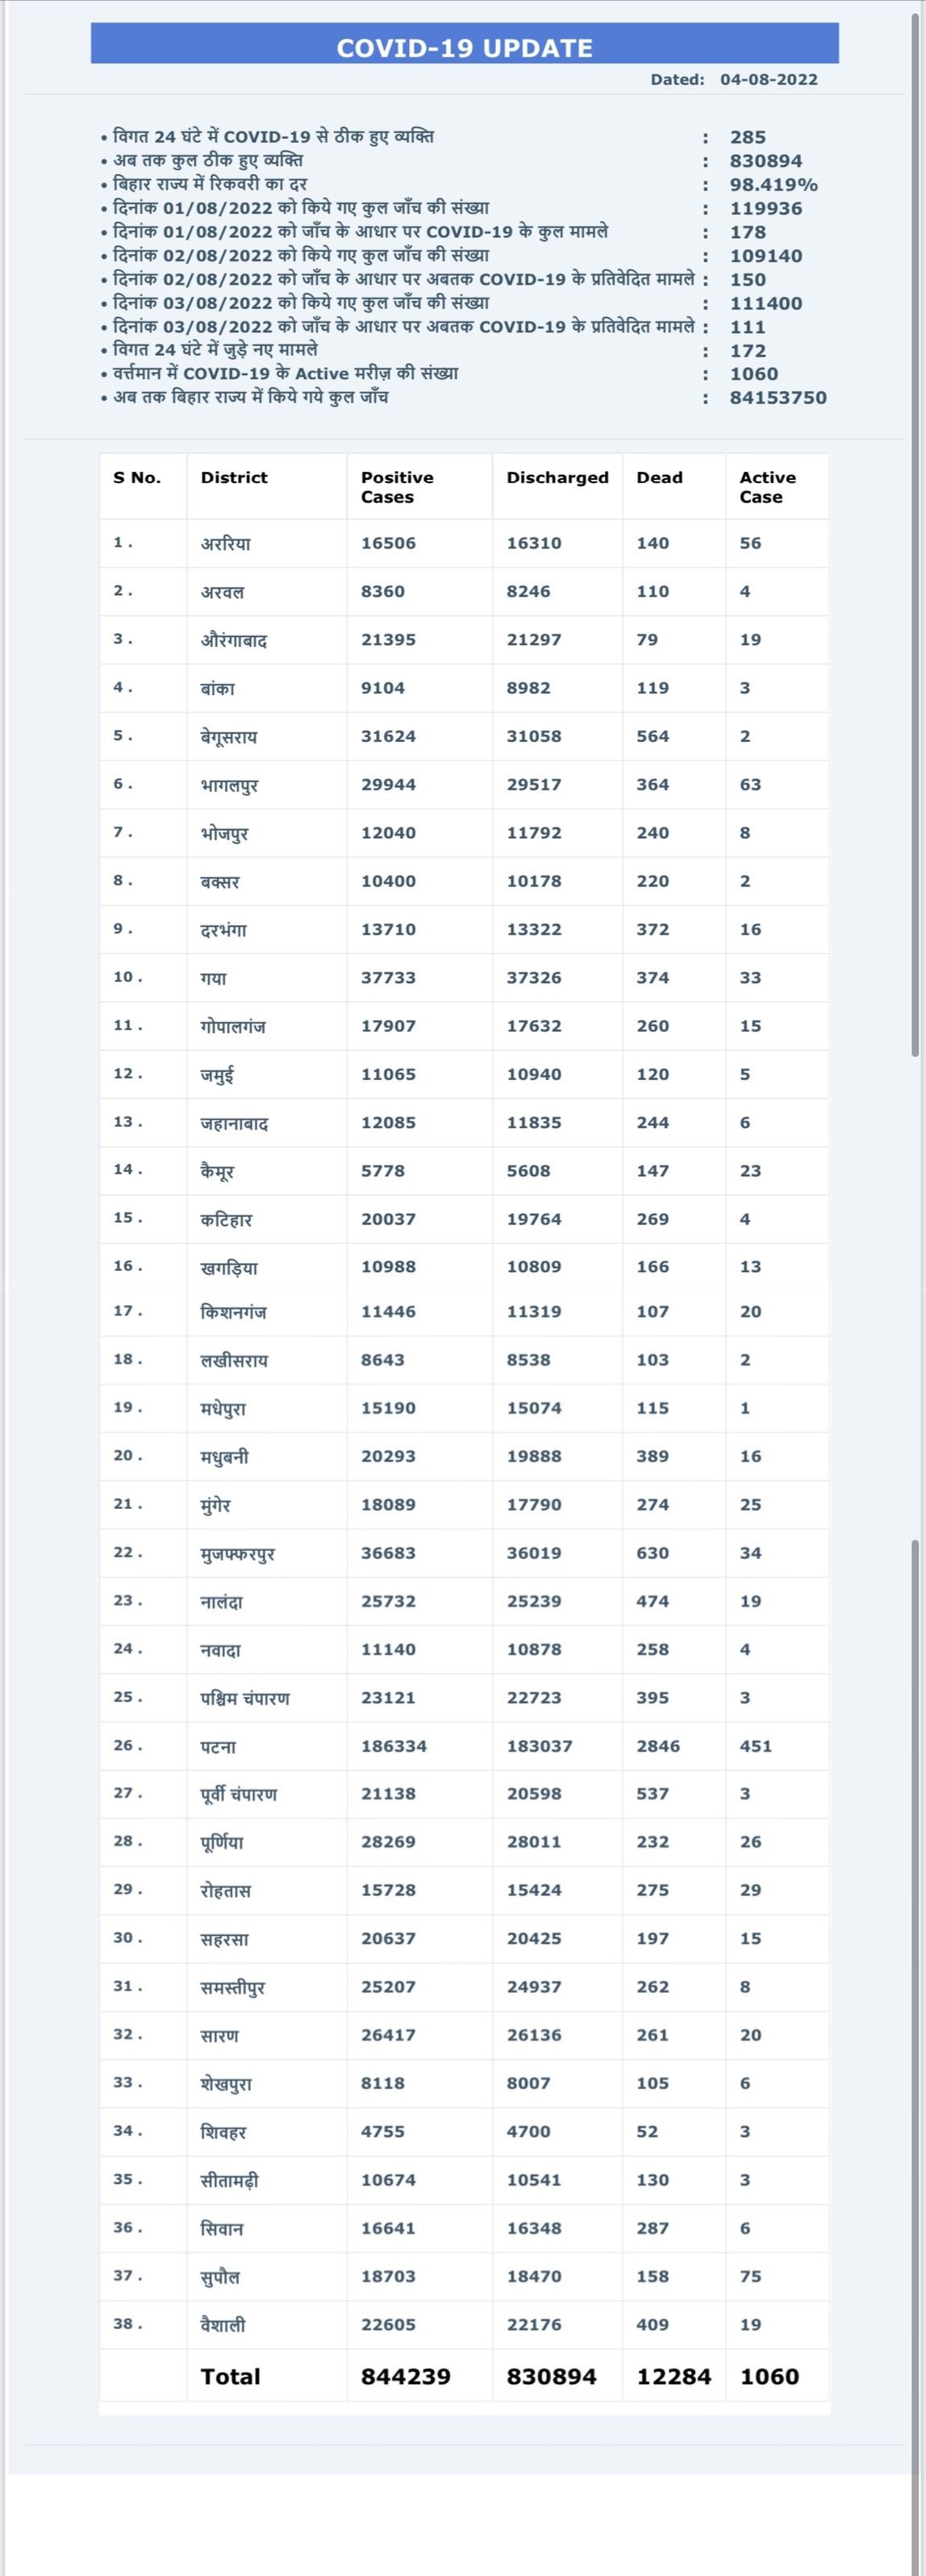 COVID-19 UPDATE
Dated: 04-08-2022
• विगत 24 घंटे में COVID-19 से ठीक हुए व्यक्ति : 285
• अब तक कुल ठीक हुए व्यक्ति : 830894
• बिहार राज्य में रिकवरी का दर : 98.419%
• दिनांक 01/08/2022 को किये गए कुल जाँच की संख्या : 119936
• दिनांक 01/08/2022 को जाँच के आधार पर COVID-19 के कुल मामले : 178
• दिनांक 02/08/2022 को किये गए कुल जाँच की संख्या : 109140
• दिनांक 02/08/2022 को जाँच के आधार पर अबतक COVID-19 के प्रतिवेदित मामले : 150
• दिनांक 03/08/2022 को किये गए कुल जाँच की संख्या : 111400
• दिनांक 03/08/2022 को जाँच के आधार पर अबतक COVID-19 के प्रतिवेदित मामले : 111
• विगत 24 घंटे में जुड़े नए मामले : 172
• वर्त्तमान में COVID-19 के Active मरीज़ की संख्या : 1060
• अब तक बिहार राज्य में किये गये कुल जाँच : 84153750
S No. District Positive Cases Discharged Dead Active Case
1 . अररिया 16506 16310 140 56
2 . अरवल 8360 8246 110 4
3 . औरंगाबाद 21395 21297 79 19
4 . बांका 9104 8982 119 3
5 . बेगूसराय 31624 31058 564 2
6 . भागलपुर 29944 29517 364 63
7 . भोजपुर 12040 11792 240 8
8 . बक्सर 10400 10178 220 2
9 . दरभंगा 13710 13322 372 16
10 . गया 37733 37326 374 33
11 . गोपालगंज 17907 17632 260 15
12 . जमुई 11065 10940 120 5
13 . जहानाबाद 12085 11835 244 6
14 . कैमूर 5778 5608 147 23
15 . कटिहार 20037 19764 269 4
16 . खगड़िया 10988 10809 166 13
17 . किशनगंज 11446 11319 107 20
18 . लखीसराय 8643 8538 103 2
19 . मधेपुरा 15190 15074 115 1
20 . मधुबनी 20293 19888 389 16
21 . मुंगेर 18089 17790 274 25
22 . मुजफ्फरपुर 36683 36019 630 34
23 . नालंदा 25732 25239 474 19
24 . नवादा 11140 10878 258 4
25 . पश्चिम चंपारण 23121 22723 395 3
26 . पटना 186334 183037 2846 451
27 . पूर्वी चंपारण 21138 20598 537 3
28 . पूर्णिया 28269 28011 232 26
29 . रोहतास 15728 15424 275 29
30 . सहरसा 20637 20425 197 15
31 . समस्तीपुर 25207 24937 262 8
32 . सारण 26417 26136 261 20
33 . शेखपुरा 8118 8007 105 6
34 . शिवहर 4755 4700 52 3
35 . सीतामढ़ी 10674 10541 130 3
36 . सिवान 16641 16348 287 6
37 . सुपौल 18703 18470 158 75
38 . वैशाली 22605 22176 409 19
Total 844239 830894 12284 1060